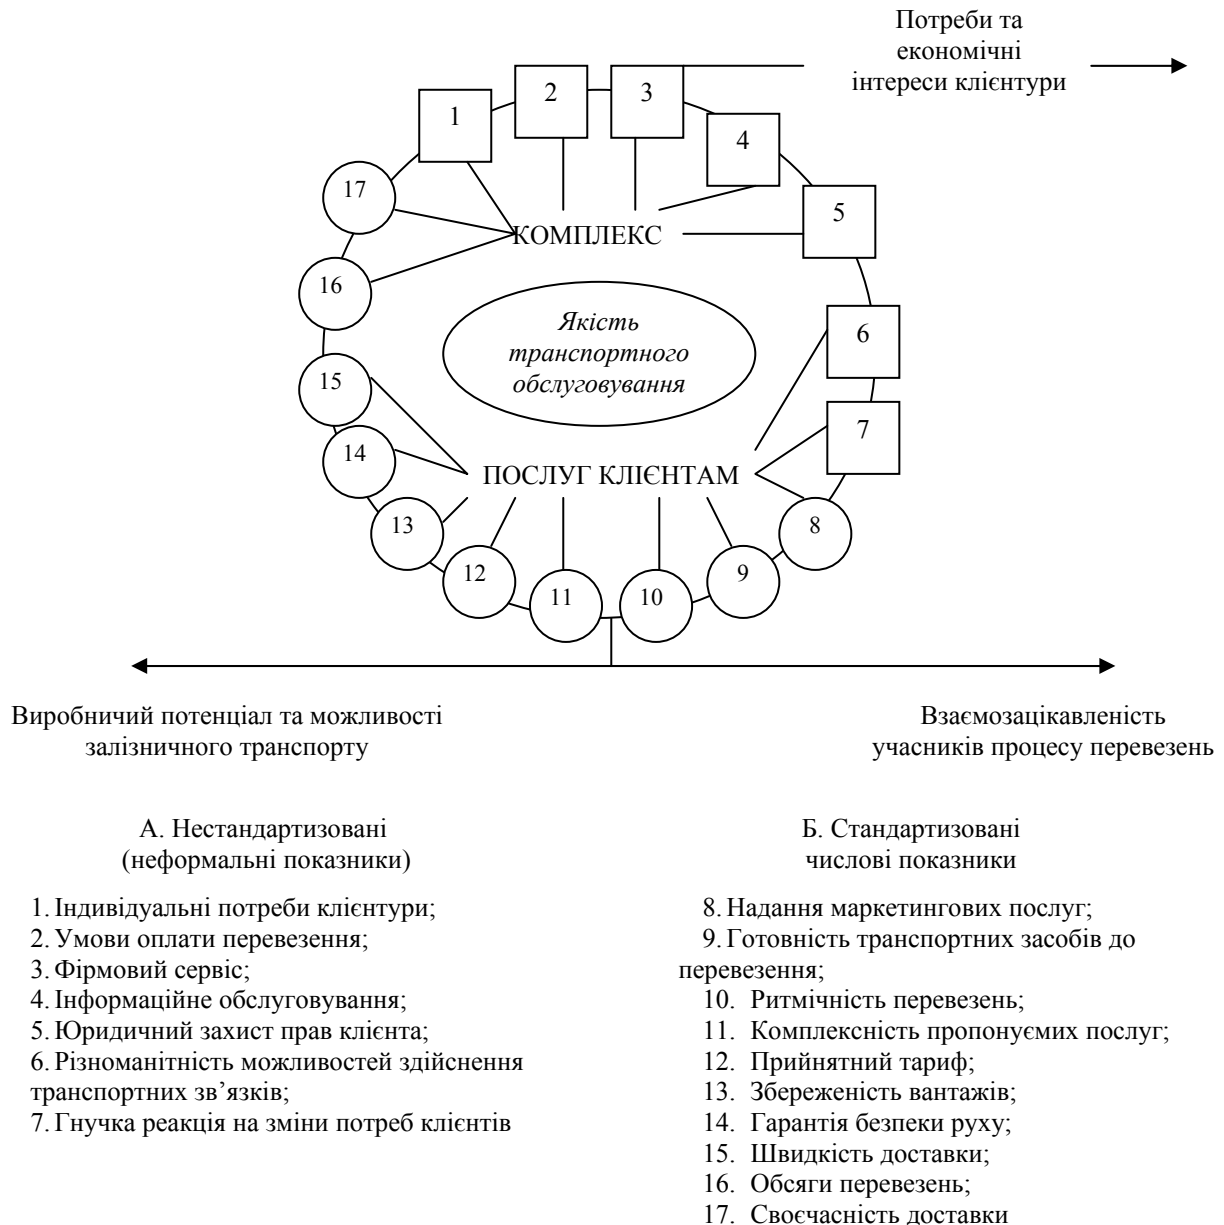 Потреби та
економічні
інтереси клієнтури
1
2
3
4
5
6
7
8
9
10
11
12
13
14
15
16
17
КОМПЛЕКС
Якість
транспортного
обслуговування
ПОСЛУГ КЛІЄНТАМ
Виробничий потенціал та можливості
залізничного транспорту
Взаємозацікавленість
учасників процесу перевезень
А. Нестандартизовані
(неформальні показники)
1. Індивідуальні потреби клієнтури;
2. Умови оплати перевезення;
3. Фірмовий сервіс;
4. Інформаційне обслуговування;
5. Юридичний захист прав клієнта;
6. Різноманітність можливостей здійснення
транспортних зв’язків;
7. Гнучка реакція на зміни потреб клієнтів
Б. Стандартизовані
числові показники
8. Надання маркетингових послуг;
9. Готовність транспортних засобів до
перевезення;
10. Ритмічність перевезень;
11. Комплексність пропонуємих послуг;
12. Прийнятний тариф;
13. Збереженість вантажів;
14. Гарантія безпеки руху;
15. Швидкість доставки;
16. Обсяги перевезень;
17. Своєчасність доставки